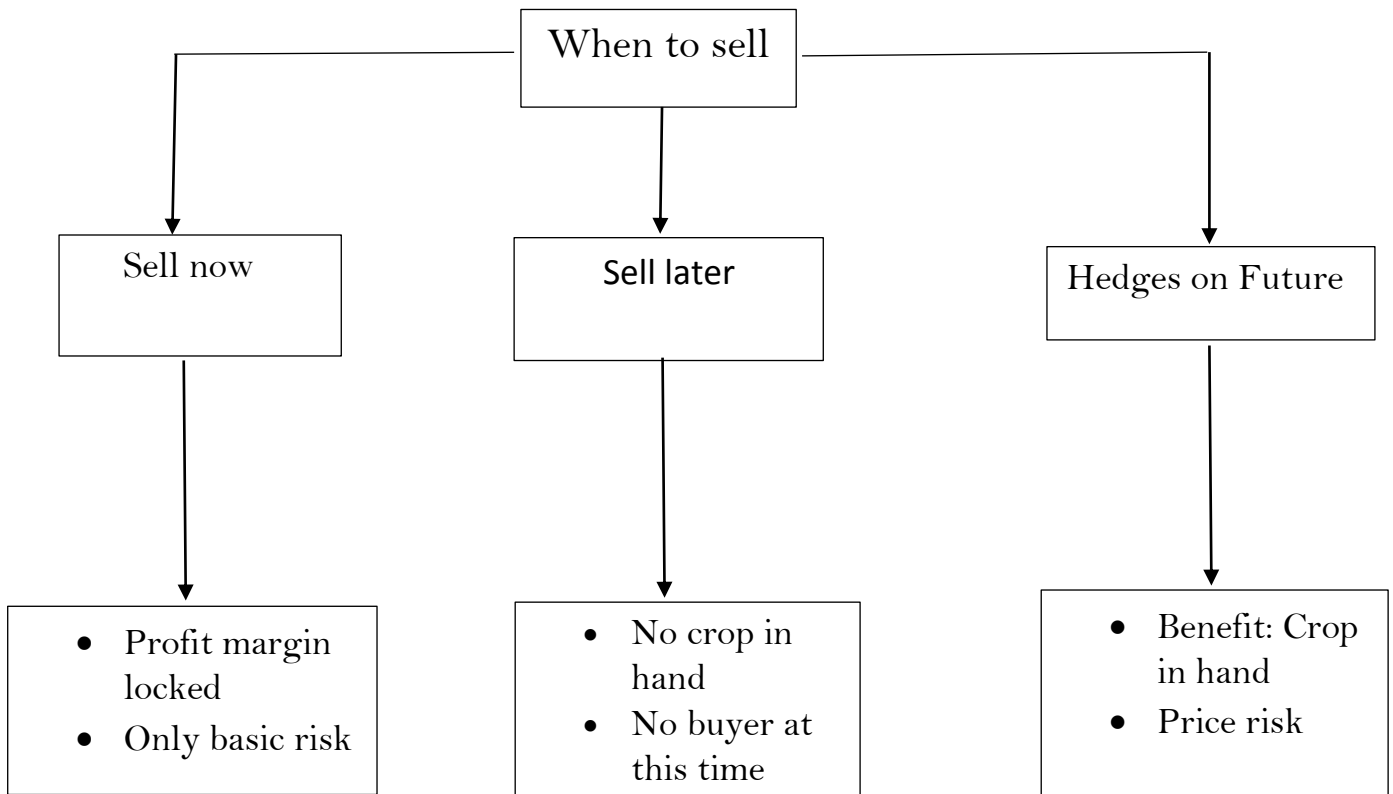 When to sell
Sell now
Sell later
Hedges on Future
• Profit margin
locked
• Only basic risk
• No crop in
hand
• No buyer at
this time
• Benefit: Crop
in hand
• Price risk